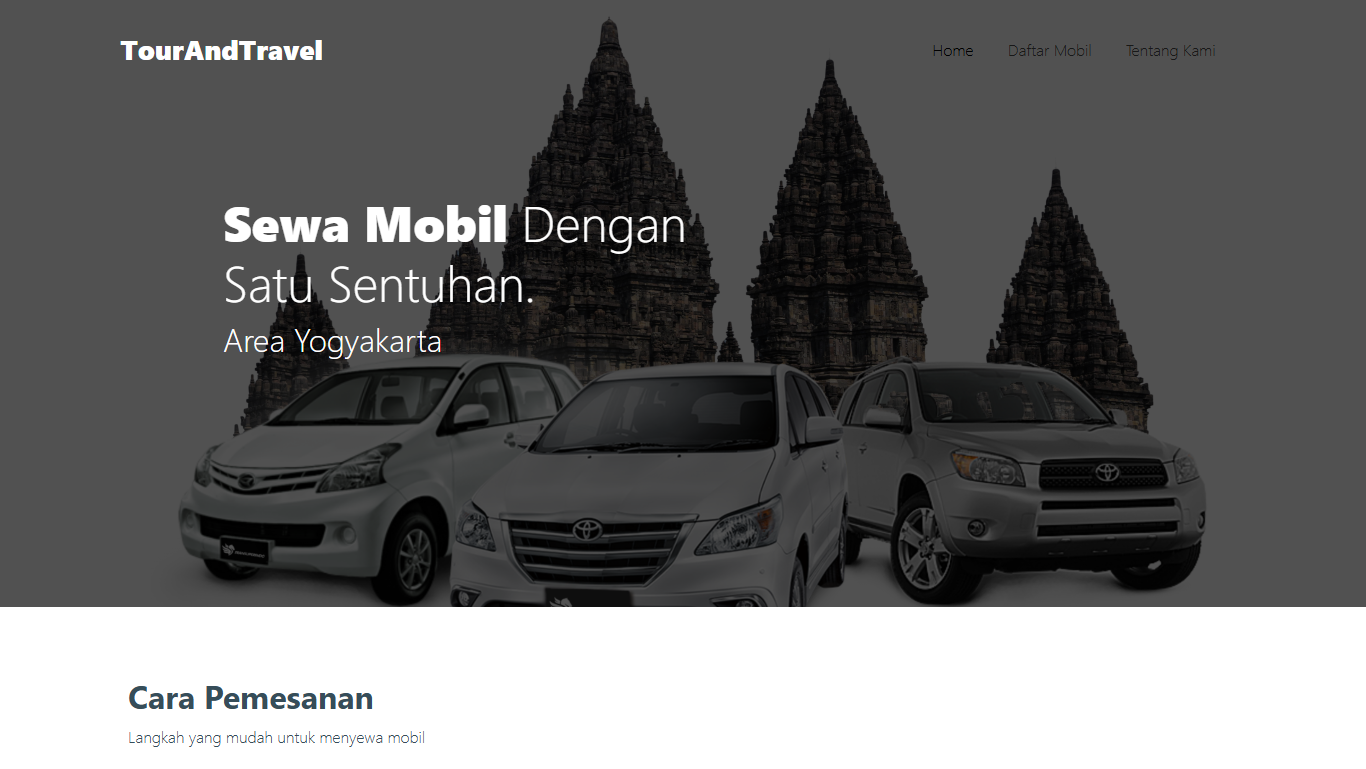 TourAndTravel
Home Daftar Mobil Tentang Kami
Sewa Mobil Dengan
Satu Sentuhan.
Area Yogyakarta
Cara Pemesanan
Langkah yang mudah untuk menyewa mobil